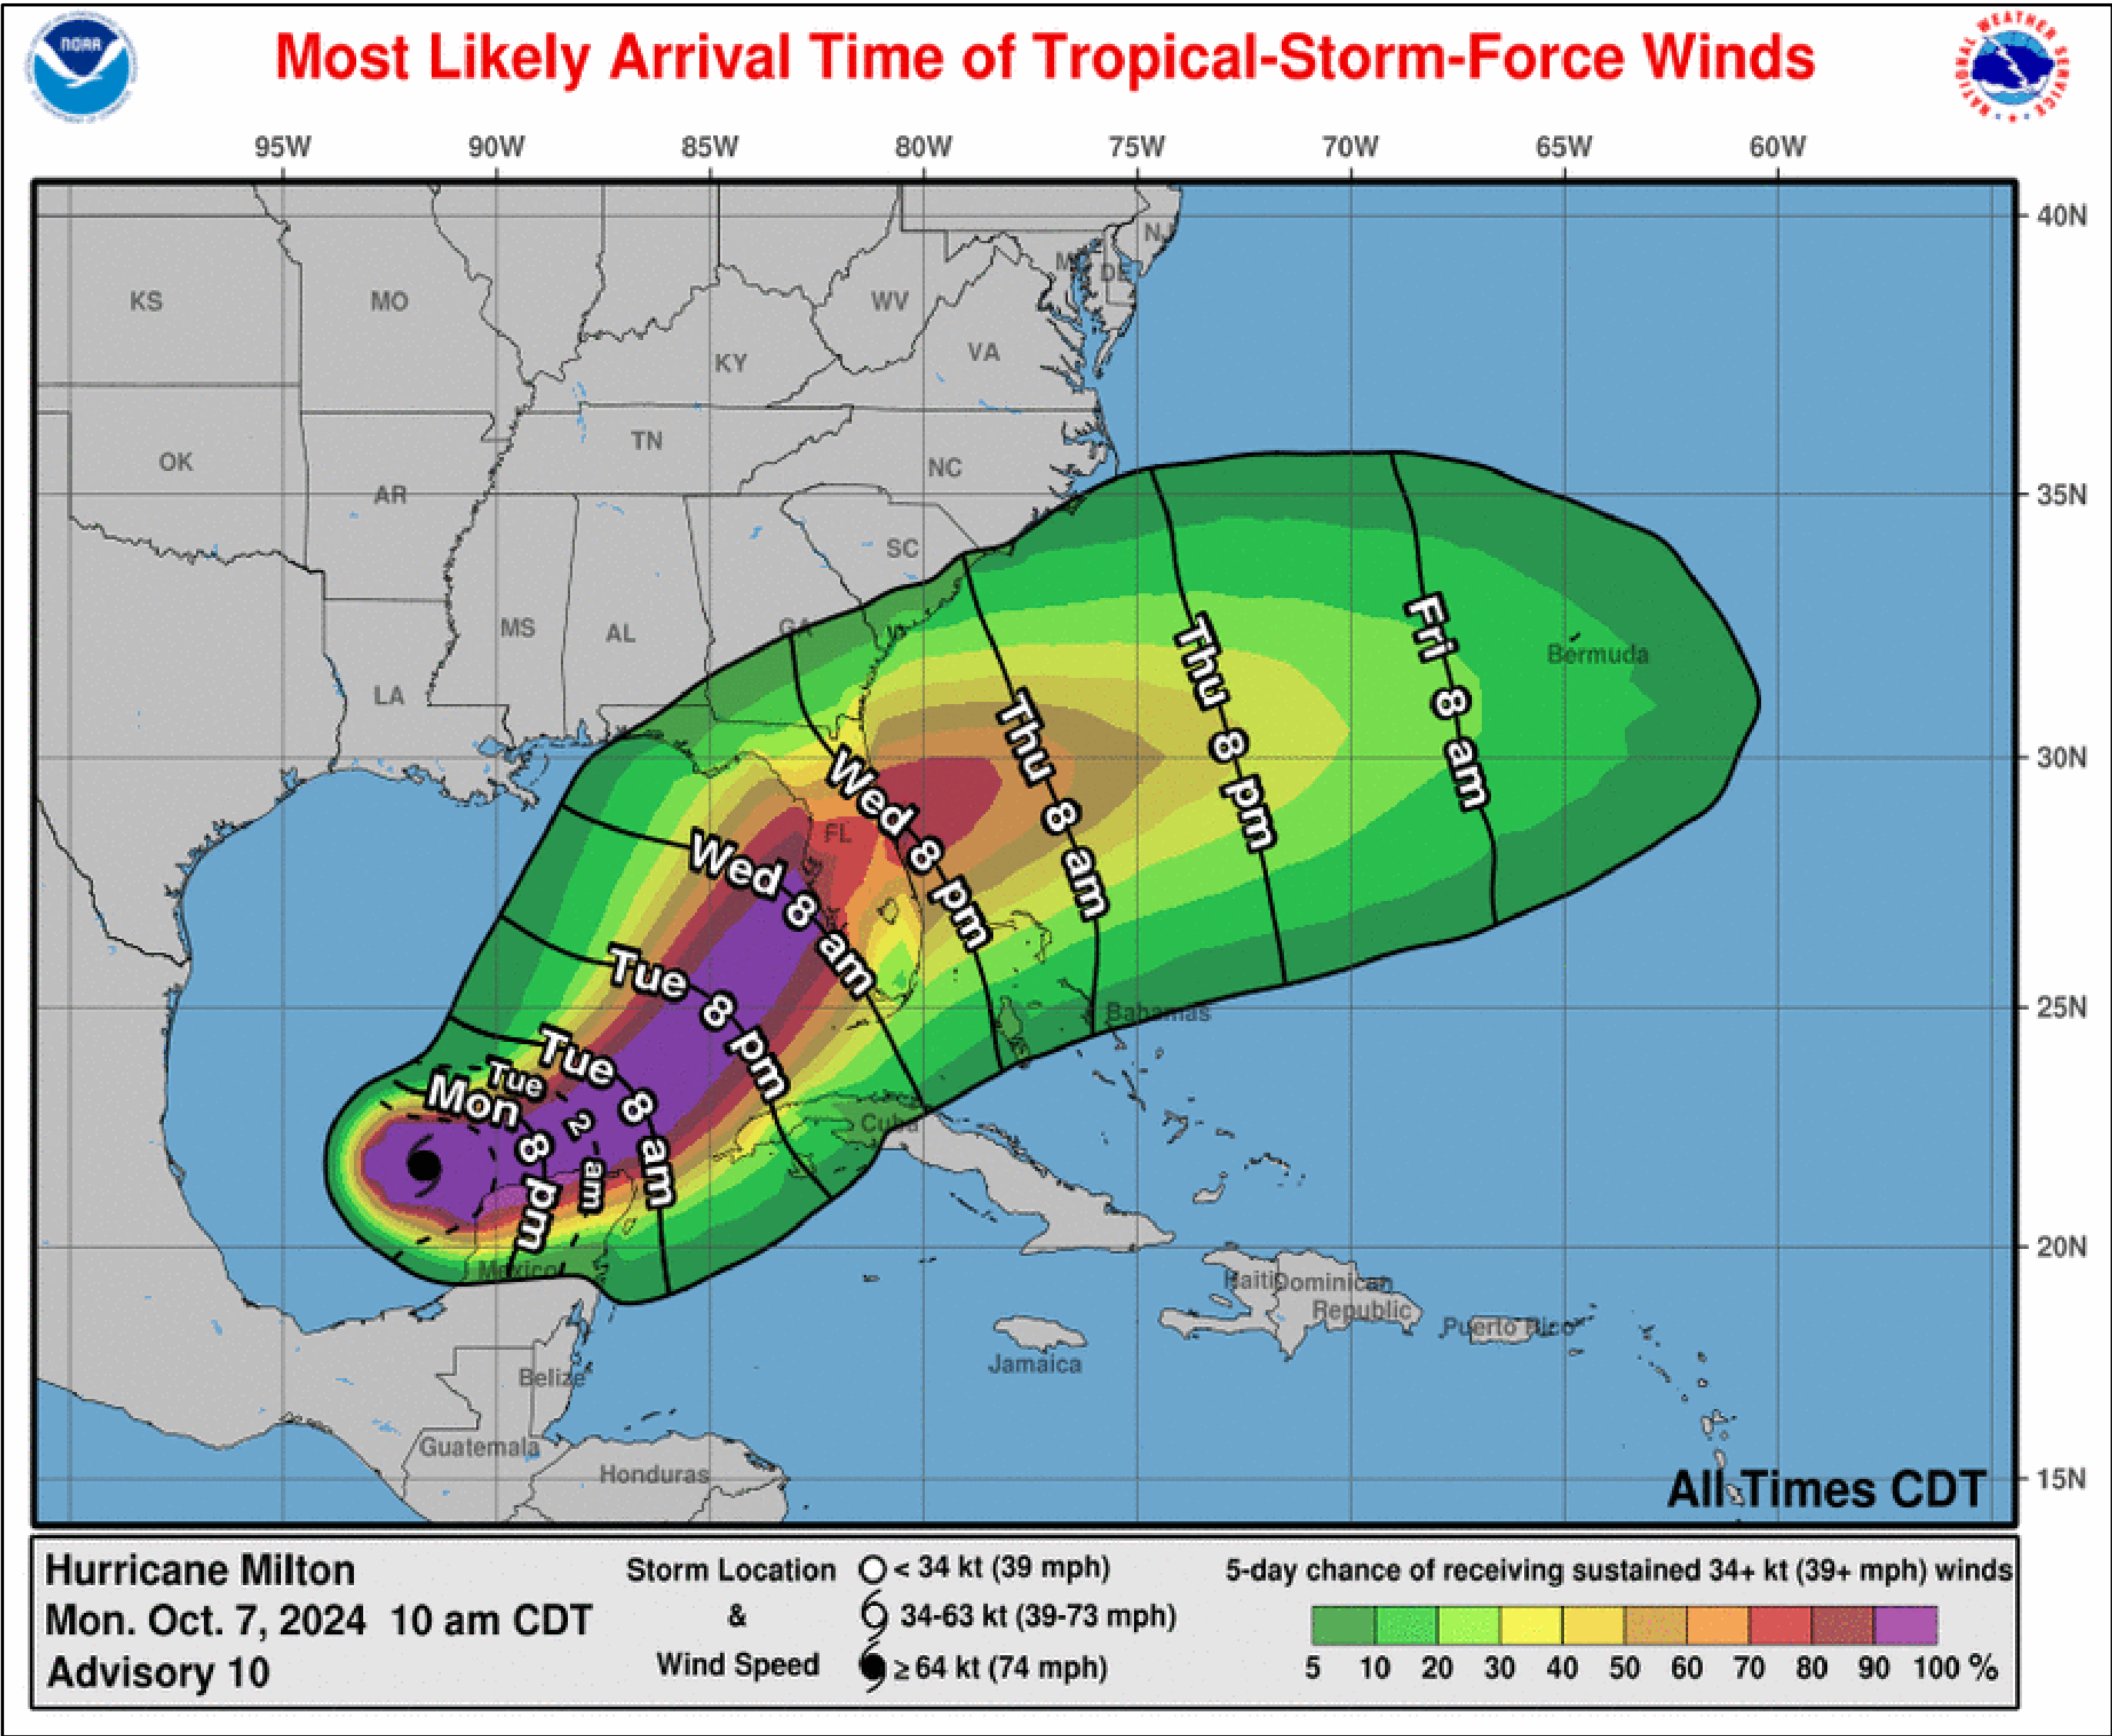 NOAA
Most Likely Arrival Time of Tropical-Storm-Force Winds
NATIONAL WEATHER SERVICE
95W 90W 85W 80W 75W 70W 65W 60W
40N
35N
30N
25N
20N
15N
NJ
DE
KS
MO
WV
VA
KY
TN
NC
OK
AR
SC
MS
AL
GA
LA
FL
Bermuda
Bahamas
Cuba
Mexico
Haiti
Dominican
Republic
Puerto Rico
Jamaica
Belize
Guatemala
Honduras
Mon 8 pm
Tue 2 am
Tue 8 am
Tue 8 pm
Wed 8 am
Wed 8 pm
Thu 8 am
Thu 8 pm
Fri 8 am
All Times CDT
Hurricane Milton
Mon. Oct. 7, 2024 10 am CDT
Advisory 10
Storm Location
&
Wind Speed
< 34 kt (39 mph)
34-63 kt (39-73 mph)
≥ 64 kt (74 mph)
5-day chance of receiving sustained 34+ kt (39+ mph) winds
5 10 20 30 40 50 60 70 80 90 100 %